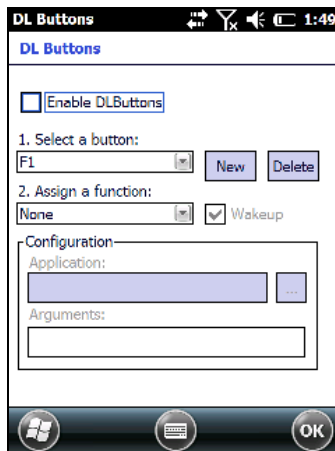 DL Buttons 1:49
DL Buttons
Enable DLButtons
1. Select a button:
F1 New Delete
2. Assign a function:
None Wakeup
Configuration
Application:
...
Arguments:
OK